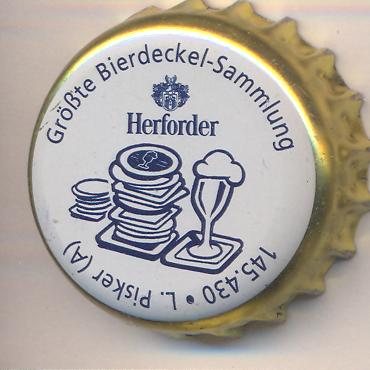 Größte Bierdeckel-Sammlung
Herforder
145.430 • L. Pisker (A)